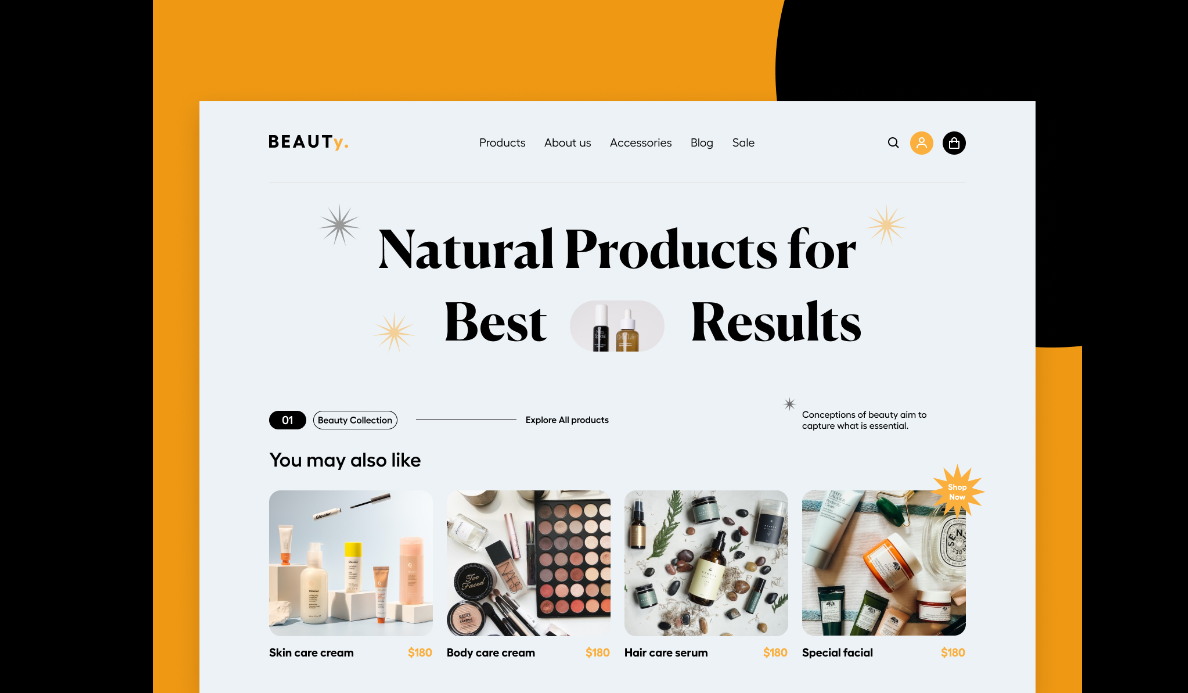 BEAUTy.
Products About us Accessories Blog Sale
Natural Products for
Best Results
01 Beauty Collection Explore All products
Conceptions of beauty aim to
capture what is essential.
You may also like
Shop
Now
Too Faced
Skin care cream $180
Body care cream $180
Hair care serum $180
Special facial $180